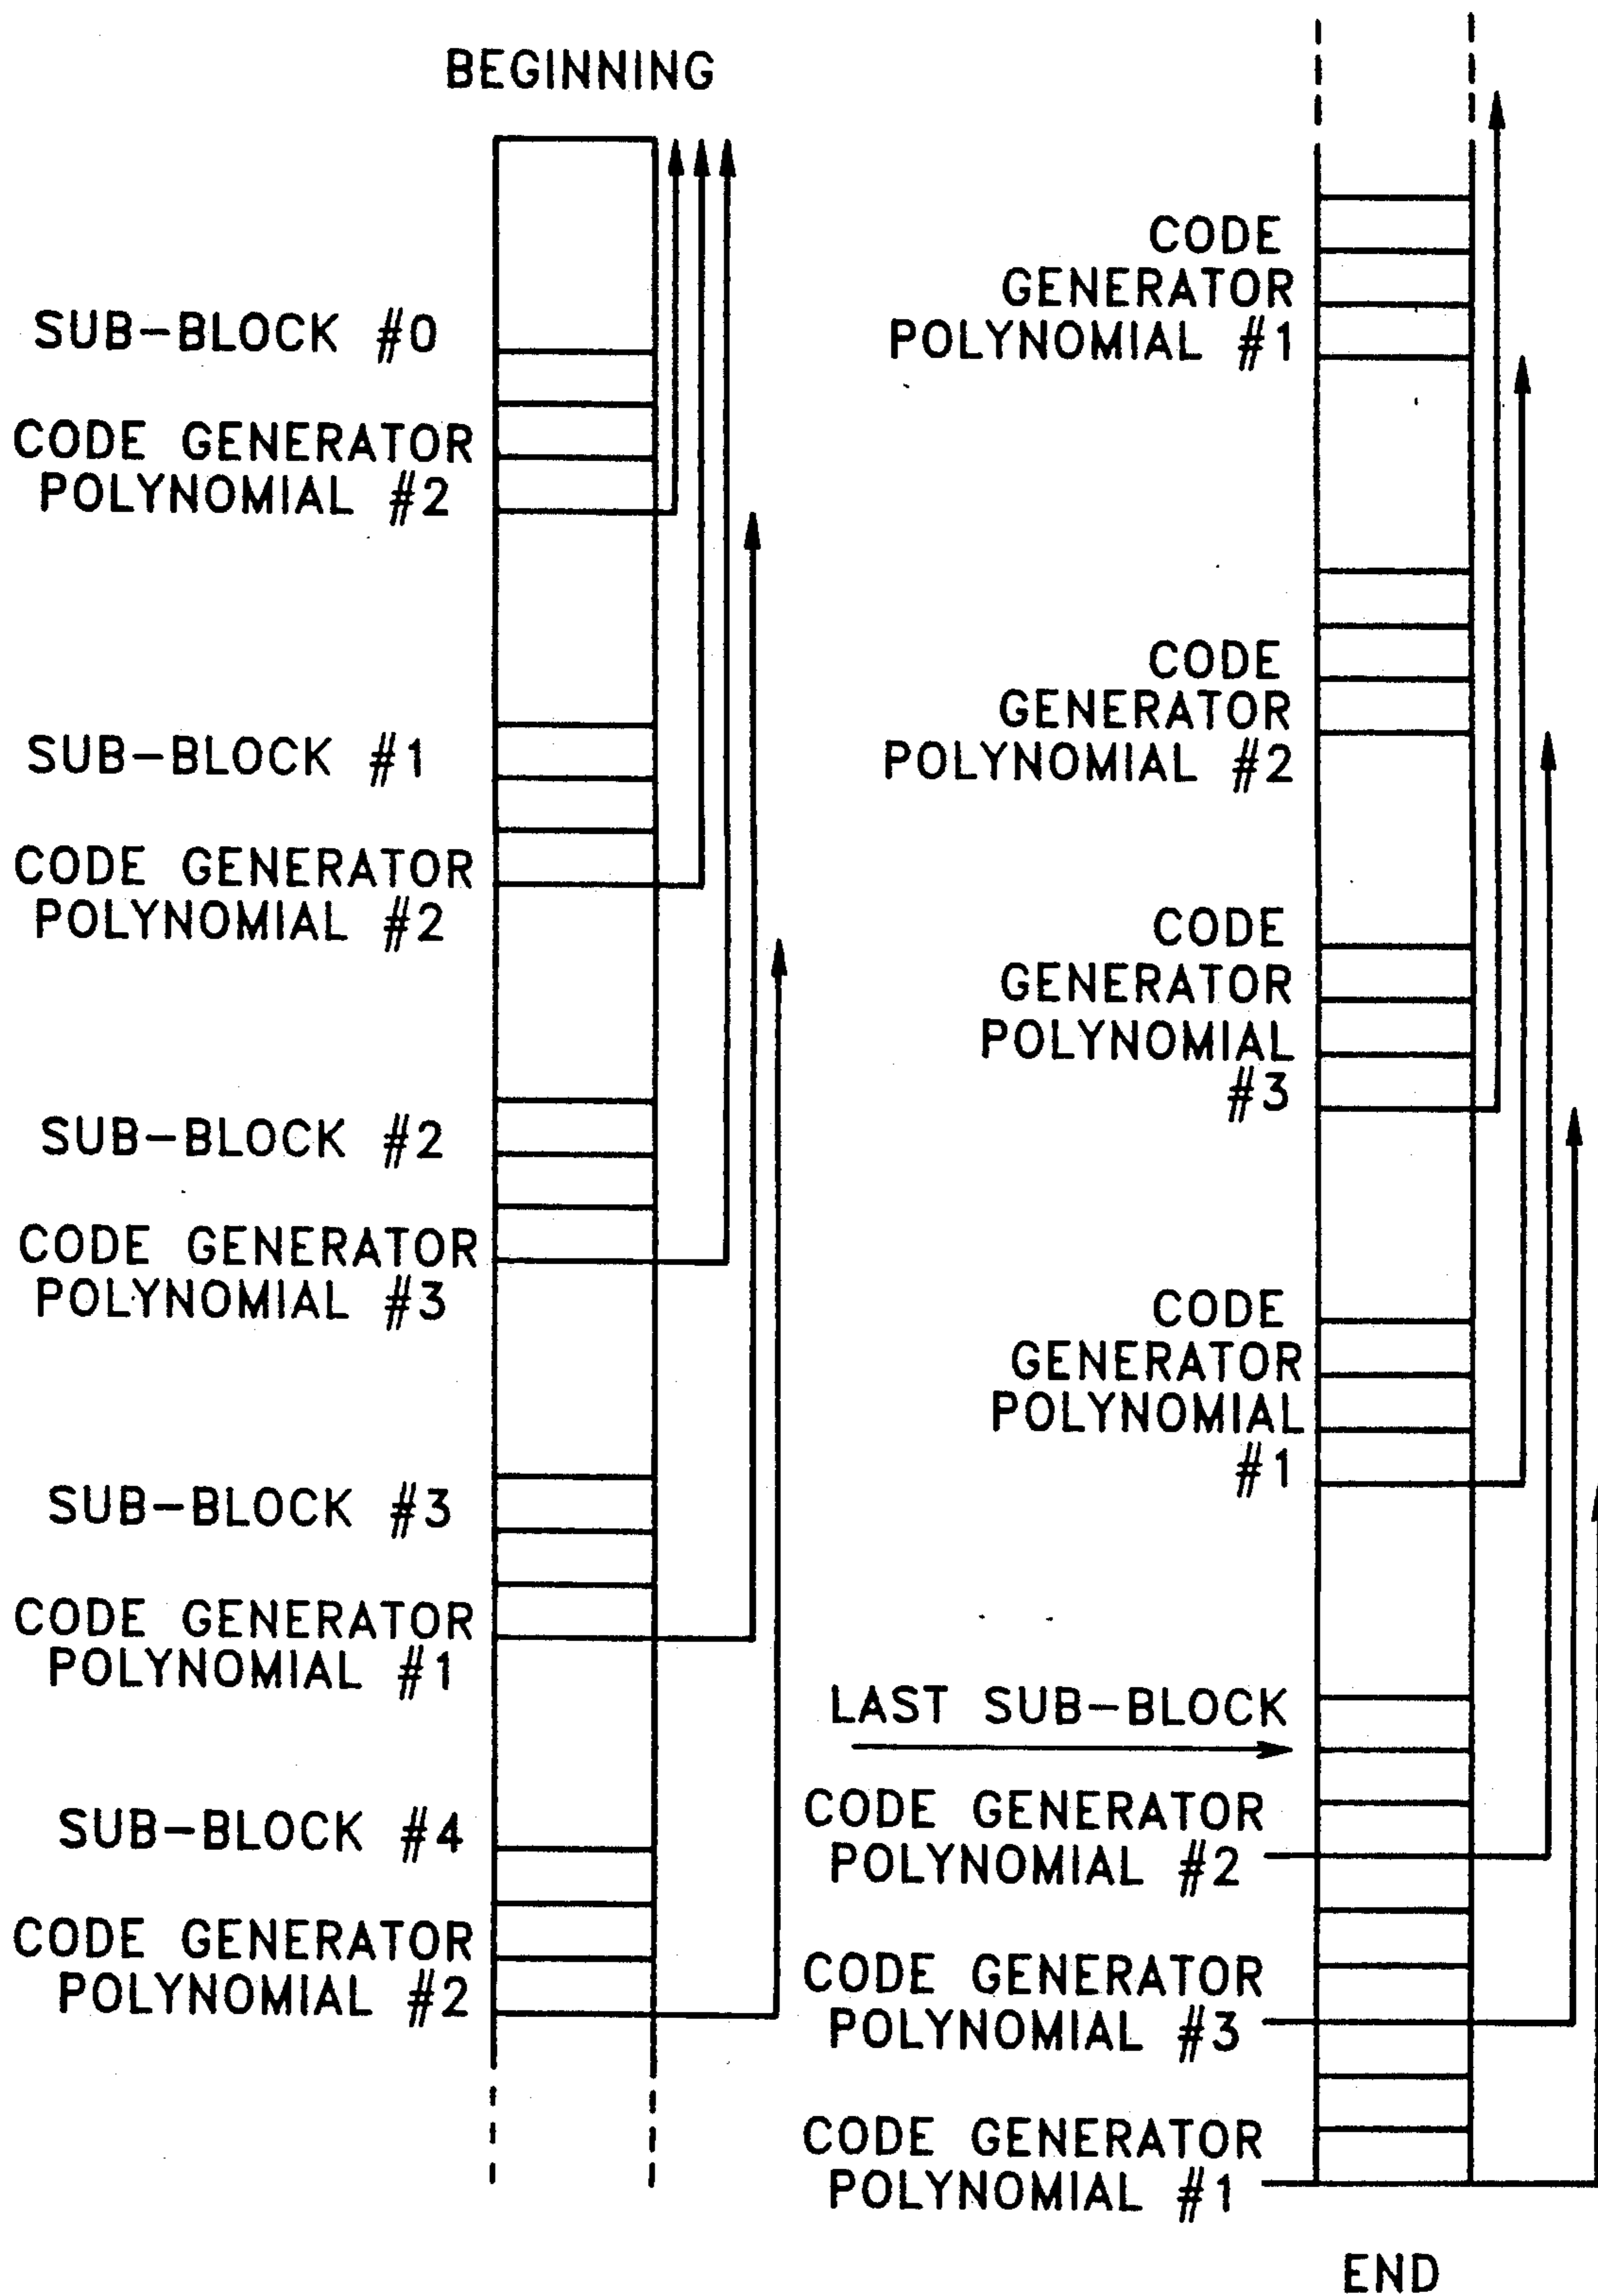 BEGINNING
SUB-BLOCK #0
CODE GENERATOR
POLYNOMIAL #2
SUB-BLOCK #1
CODE GENERATOR
POLYNOMIAL #2
SUB-BLOCK #2
CODE GENERATOR
POLYNOMIAL #3
SUB-BLOCK #3
CODE GENERATOR
POLYNOMIAL #1
SUB-BLOCK #4
CODE GENERATOR
POLYNOMIAL #2
CODE
GENERATOR
POLYNOMIAL #1
CODE
GENERATOR
POLYNOMIAL #2
CODE
GENERATOR
POLYNOMIAL
#3
CODE
GENERATOR
POLYNOMIAL
#1
LAST SUB-BLOCK
CODE GENERATOR
POLYNOMIAL #2
CODE GENERATOR
POLYNOMIAL #3
CODE GENERATOR
POLYNOMIAL #1
END